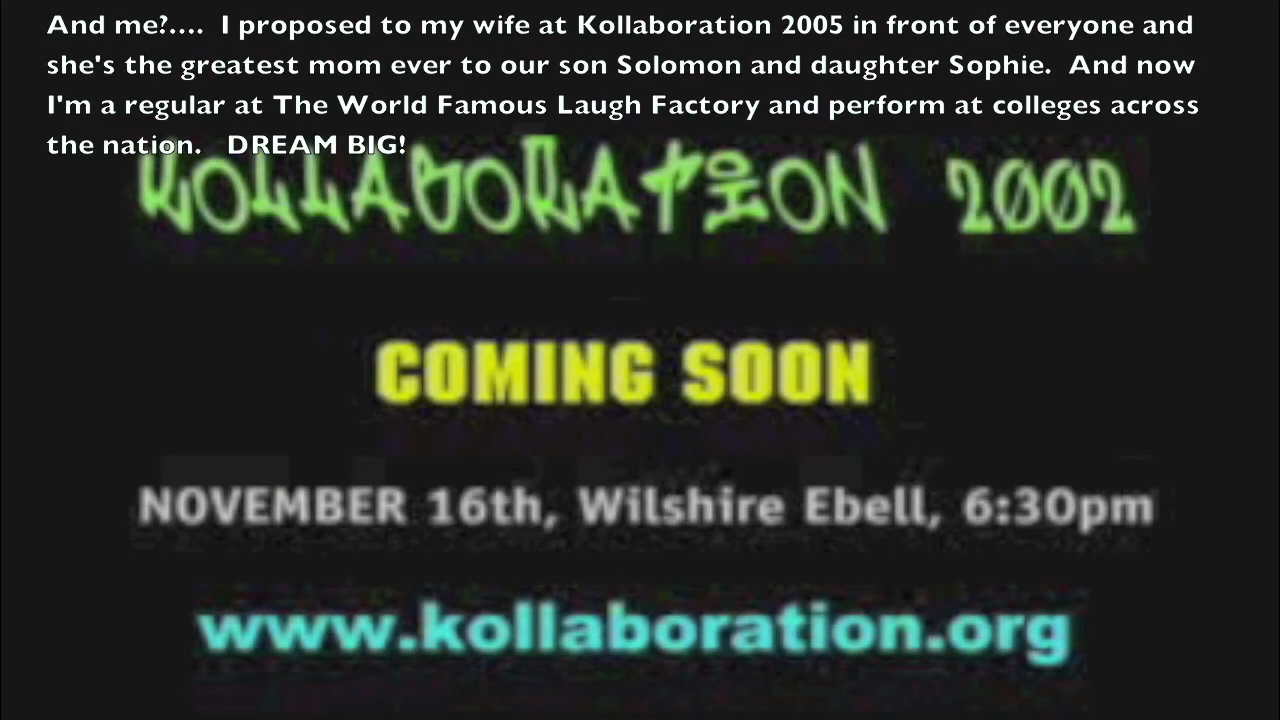 And me?....  I proposed to my wife at Kollaboration 2005 in front of everyone and
she's the greatest mom ever to our son Solomon and daughter Sophie.  And now
I'm a regular at The World Famous Laugh Factory and perform at colleges across
the nation.   DREAM BIG!
KOLLABORATION 2002
COMING SOON
NOVEMBER 16th, Wilshire Ebell, 6:30pm
www.kollaboration.org